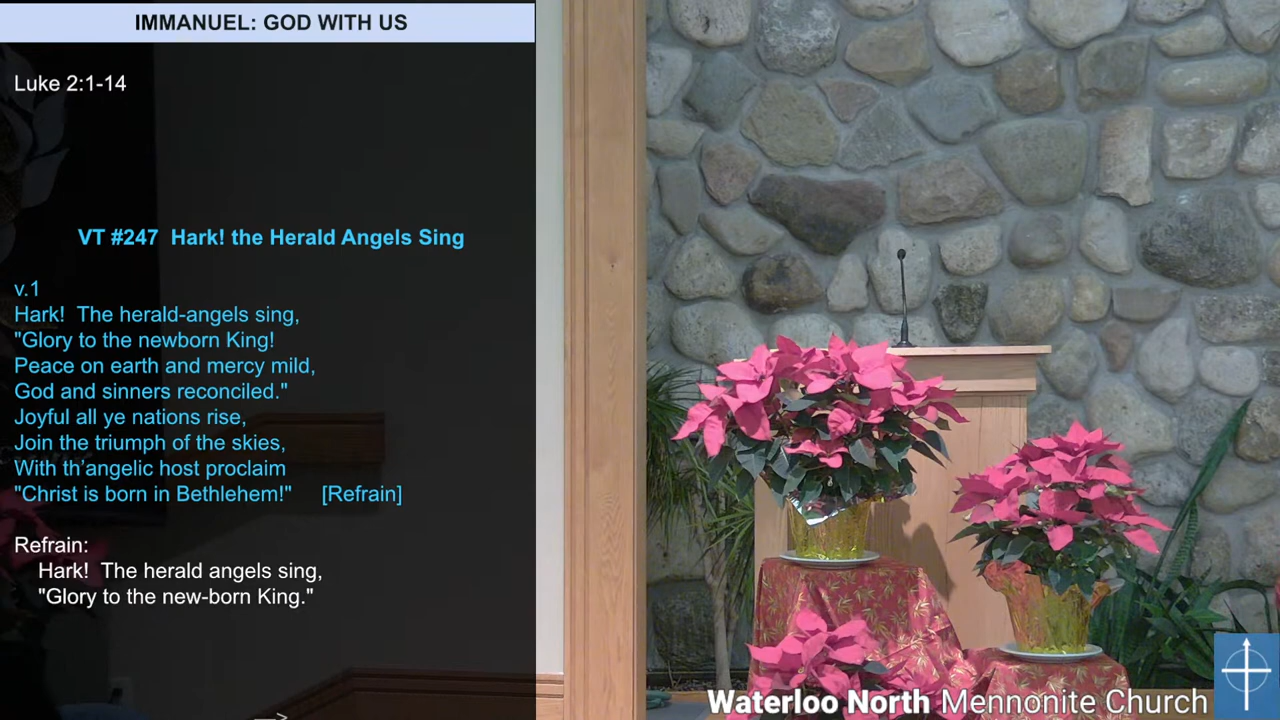 IMMANUEL: GOD WITH US
Luke 2:1-14
VT #247 Hark! the Herald Angels Sing
v.1
Hark! The herald-angels sing,
"Glory to the newborn King!
Peace on earth and mercy mild,
God and sinners reconciled."
Joyful all ye nations rise,
Join the triumph of the skies,
With th'angelic host proclaim
"Christ is born in Bethlehem!" [Refrain]
Refrain:
Hark! The herald angels sing,
"Glory to the new-born King."
Waterloo North Mennonite Church